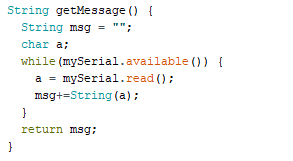 String getMessage() {
  String msg = "";
  char a;
  while(mySerial.available()) {
    a = mySerial.read();
    msg+=String(a);
  }
  return msg;
}